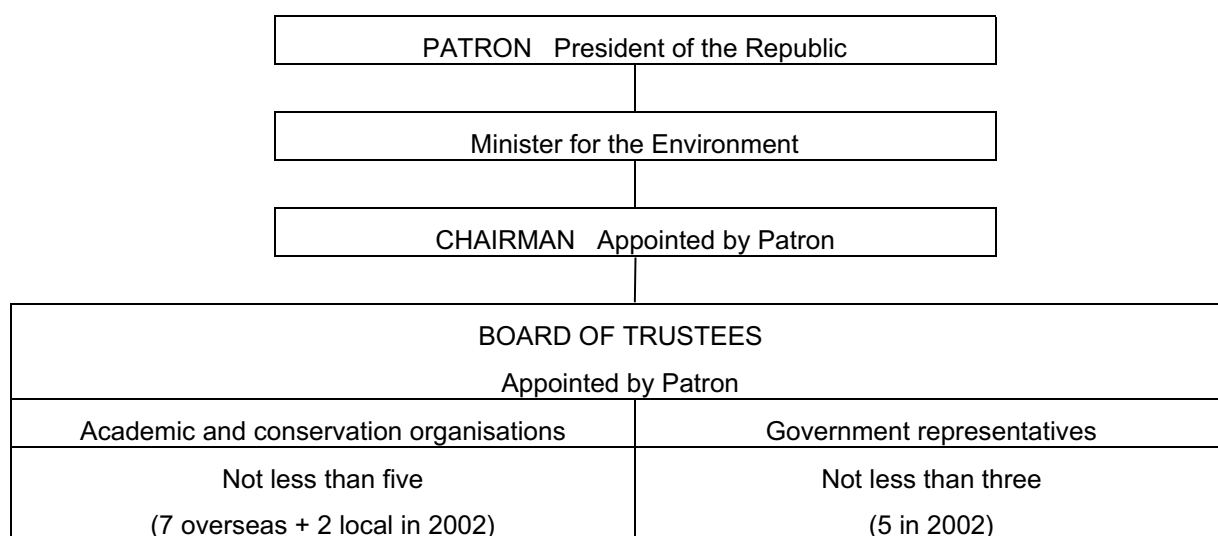 PATRON President of the Republic
Minister for the Environment
CHAIRMAN Appointed by Patron
BOARD OF TRUSTEES
Appointed by Patron
Academic and conservation organisations
Government representatives
Not less than five
(7 overseas + 2 local in 2002)
Not less than three
(5 in 2002)